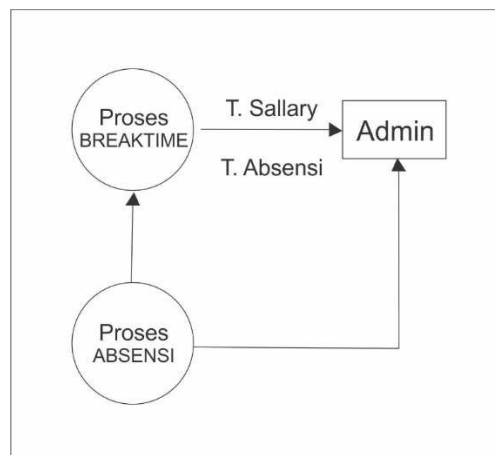 Proses
BREAKTIME
T. Sallary
T. Absensi
Admin
Proses
ABSENSI